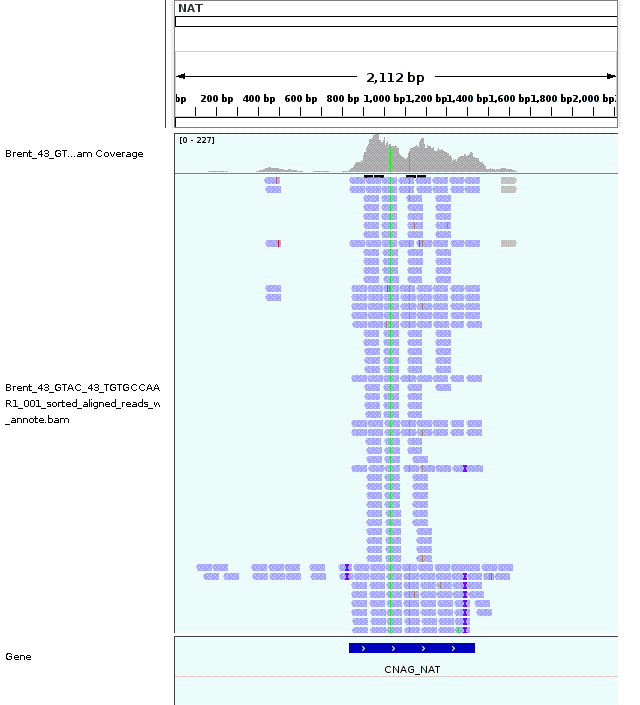 NAT
2,112 bp
bp 200 bp 400 bp 600 bp 800 bp 1,000 bp 1,200 bp 1,400 bp 1,600 bp 1,800 bp 2,000 bp
Brent_43_GT...am Coverage
[0 - 227]
Brent_43_GTAC_43_TGTGCCAA
R1_001_sorted_aligned_reads_w
_annote.bam
Gene
CNAG_NAT